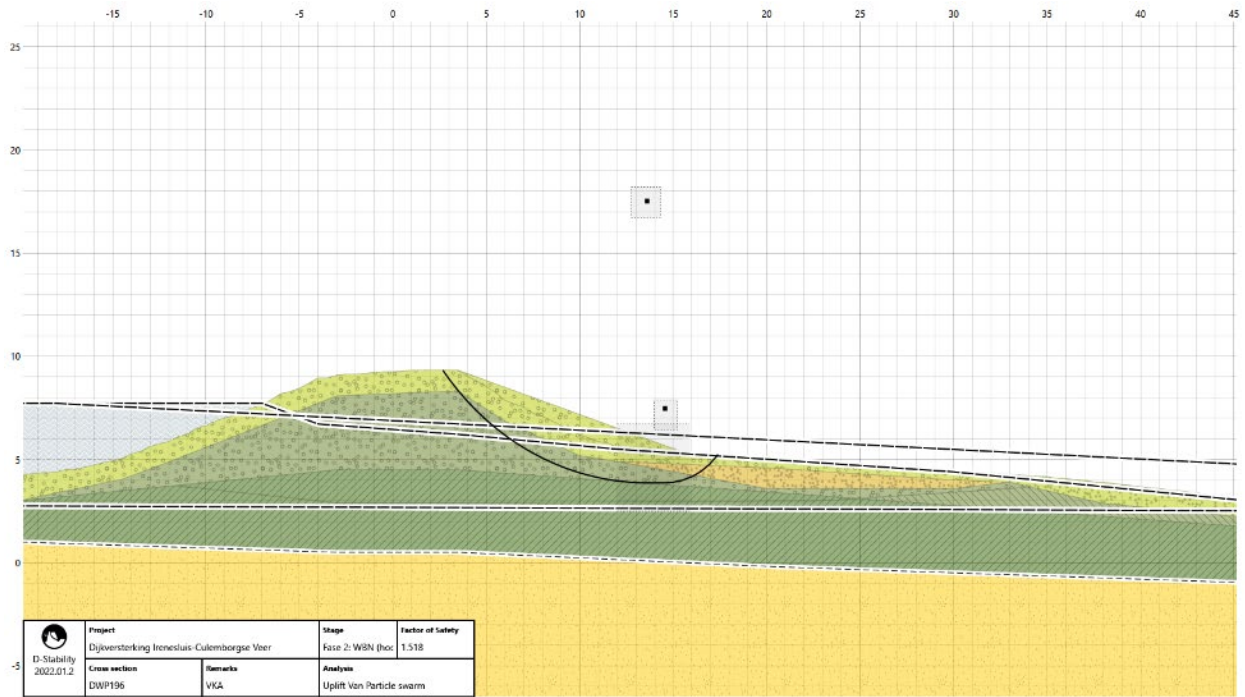 -15 -10 -5 0 5 10 15 20 25 30 35 40 45
25
20
15
10
5
0
-5
D-Stability
2022.01.2
Project
Dijkversterking Irenesluis-Culemborgse Veer
Stage
Fase 2: WBN (hoc
Factor of Safety
1.518
Cross section
DWP196
Remarks
VKA
Analysis
Uplift Van Particle swarm